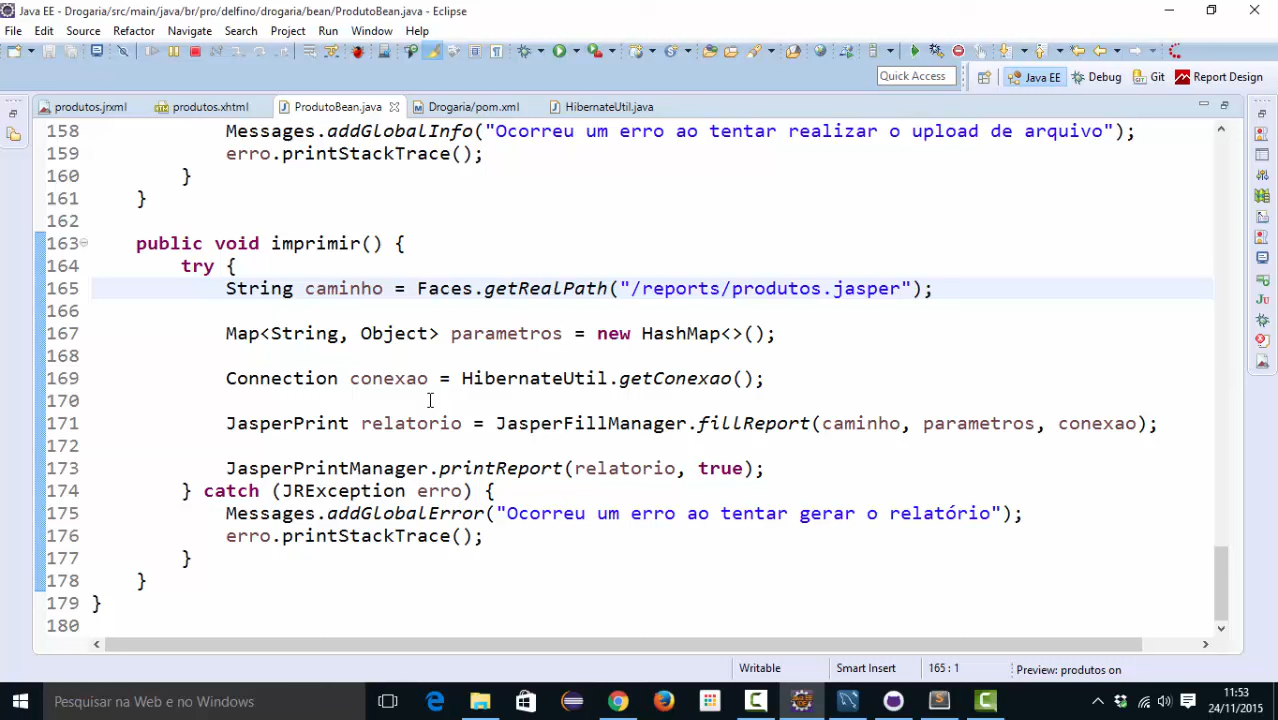 Java EE - Drogaria/src/main/java/br/pro/delfino/drogaria/bean/ProdutoBean.java - Eclipse
File Edit Source Refactor Navigate Search Project Run Window Help
Quick Access Java EE Debug Git Report Design
produtos.jrxml produtos.xhtml ProdutoBean.java Drogaria/pom.xml HibernateUtil.java
158 Messages.addGlobalInfo("Ocorreu um erro ao tentar realizar o upload de arquivo");
159 erro.printStackTrace();
160 }
161 }
162
163 public void imprimir() {
164 try {
165 String caminho = Faces.getRealPath("/reports/produtos.jasper");
166
167 Map<String, Object> parametros = new HashMap<>();
168
169 Connection conexao = HibernateUtil.getConexao();
170
171 JasperPrint relatorio = JasperFillManager.fillReport(caminho, parametros, conexao);
172
173 JasperPrintManager.printReport(relatorio, true);
174 } catch (JRException erro) {
175 Messages.addGlobalError("Ocorreu um erro ao tentar gerar o relatório");
176 erro.printStackTrace();
177 }
178 }
179 }
180
Writable Smart Insert 165 : 1 Preview: produtos on
Pesquisar na Web e no Windows
11:53
24/11/2015